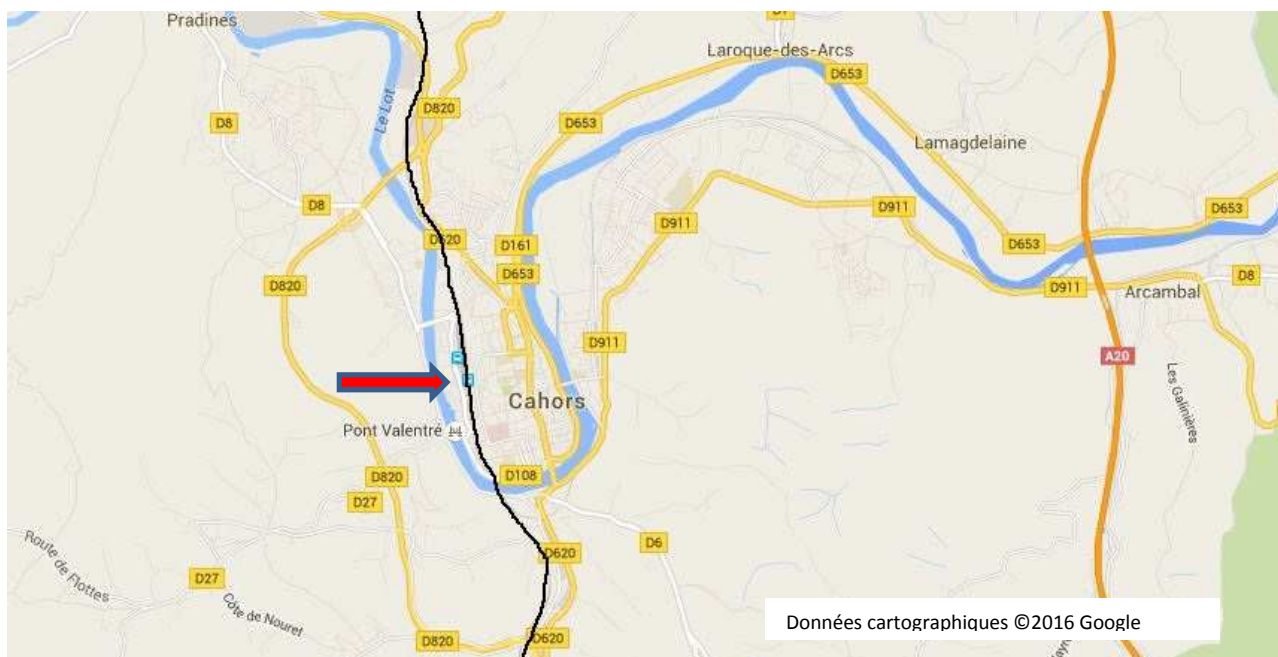 Pradines
Laroque-des-Arcs
D653
D820
Le Lot
D8
D653
Lamagdelaine
D8
D911
D653
D911
D620
D161
D653
D653
D820
D911
D8
Arcambal
D911
A20
Les Galinières
Cahors
Pont Valentré
D820
D108
D27
D6
D620
Route de Flottes
D27
Côte de Nouret
D820
D620
Données cartographiques ©2016 Google